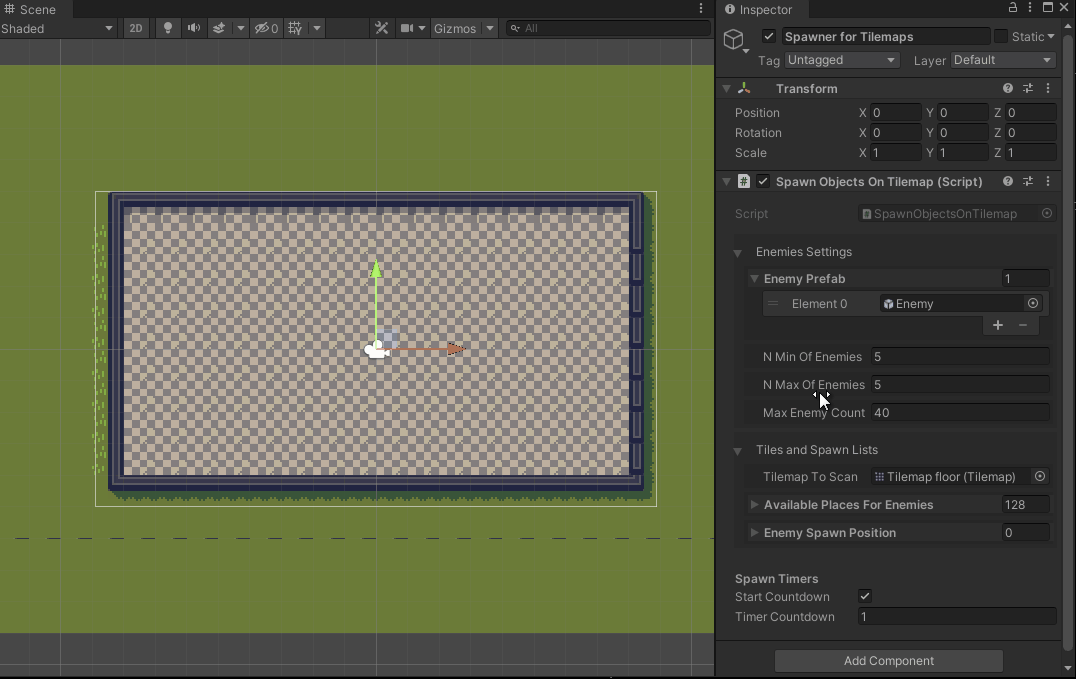 Scene
Shaded
2D
0
Gizmos
All
Inspector
Spawner for Tilemaps
Static
Tag Untagged Layer Default
Transform
Position X 0 Y 0 Z 0
Rotation X 0 Y 0 Z 0
Scale X 1 Y 1 Z 1
# Spawn Objects On Tilemap (Script)
Script SpawnObjectsOnTilemap
Enemies Settings
Enemy Prefab 1
Element 0 Enemy
+ −
N Min Of Enemies 5
N Max Of Enemies 5
Max Enemy Count 40
Tiles and Spawn Lists
Tilemap To Scan Tilemap floor (Tilemap)
Available Places For Enemies 128
Enemy Spawn Position 0
Spawn Timers
Start Countdown
Timer Countdown 1
Add Component